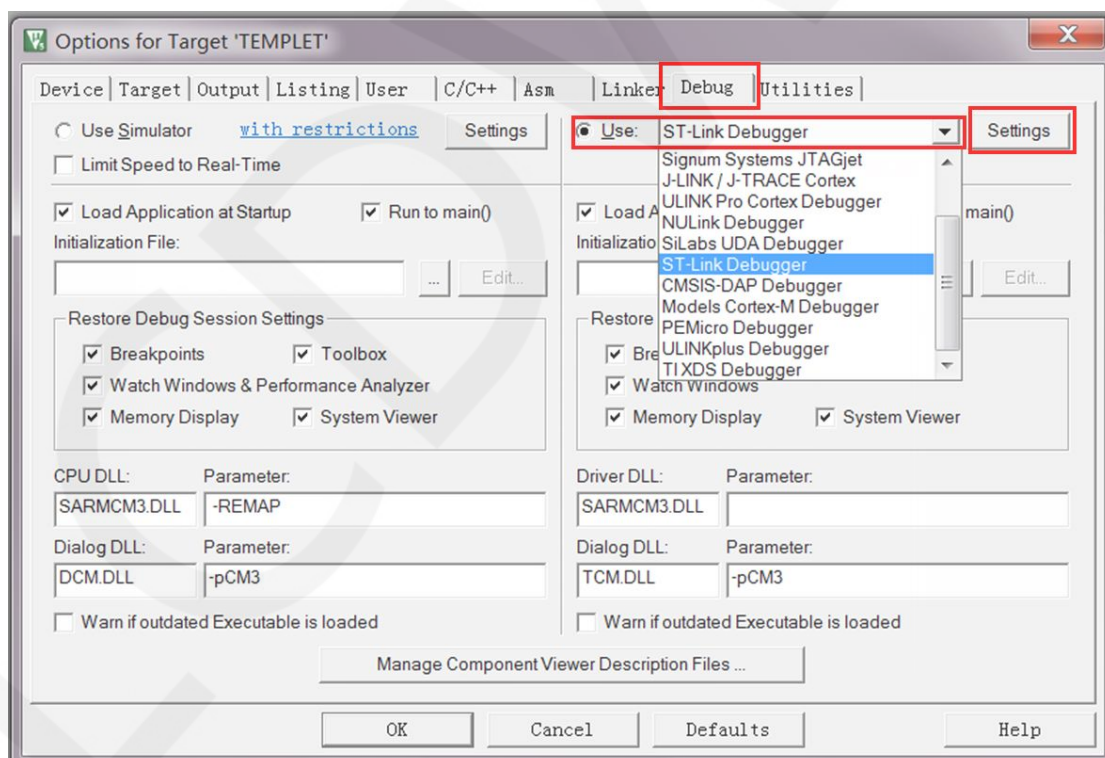 Options for Target 'TEMPLET'
Device Target Output Listing User C/C++ Asm Linker Debug Utilities
Use Simulator with restrictions Settings
Limit Speed to Real-Time
Load Application at Startup Run to main()
Initialization File:
... Edit...
Restore Debug Session Settings
Breakpoints Toolbox
Watch Windows & Performance Analyzer
Memory Display System Viewer
CPU DLL: Parameter:
SARMCM3.DLL -REMAP
Dialog DLL: Parameter:
DCM.DLL -pCM3
Warn if outdated Executable is loaded
Use: ST-Link Debugger Settings
Signum Systems JTAGjet
J-LINK / J-TRACE Cortex
ULINK Pro Cortex Debugger
NULink Debugger
SiLabs UDA Debugger
ST-Link Debugger
CMSIS-DAP Debugger
Models Cortex-M Debugger
PEMicro Debugger
ULINKplus Debugger
TI XDS Debugger
Load A main()
Initializatio
Edit...
Restore
Bre
Watch Windows
Memory Display System Viewer
Driver DLL: Parameter:
SARMCM3.DLL
Dialog DLL: Parameter:
TCM.DLL -pCM3
Warn if outdated Executable is loaded
Manage Component Viewer Description Files ...
OK Cancel Defaults Help